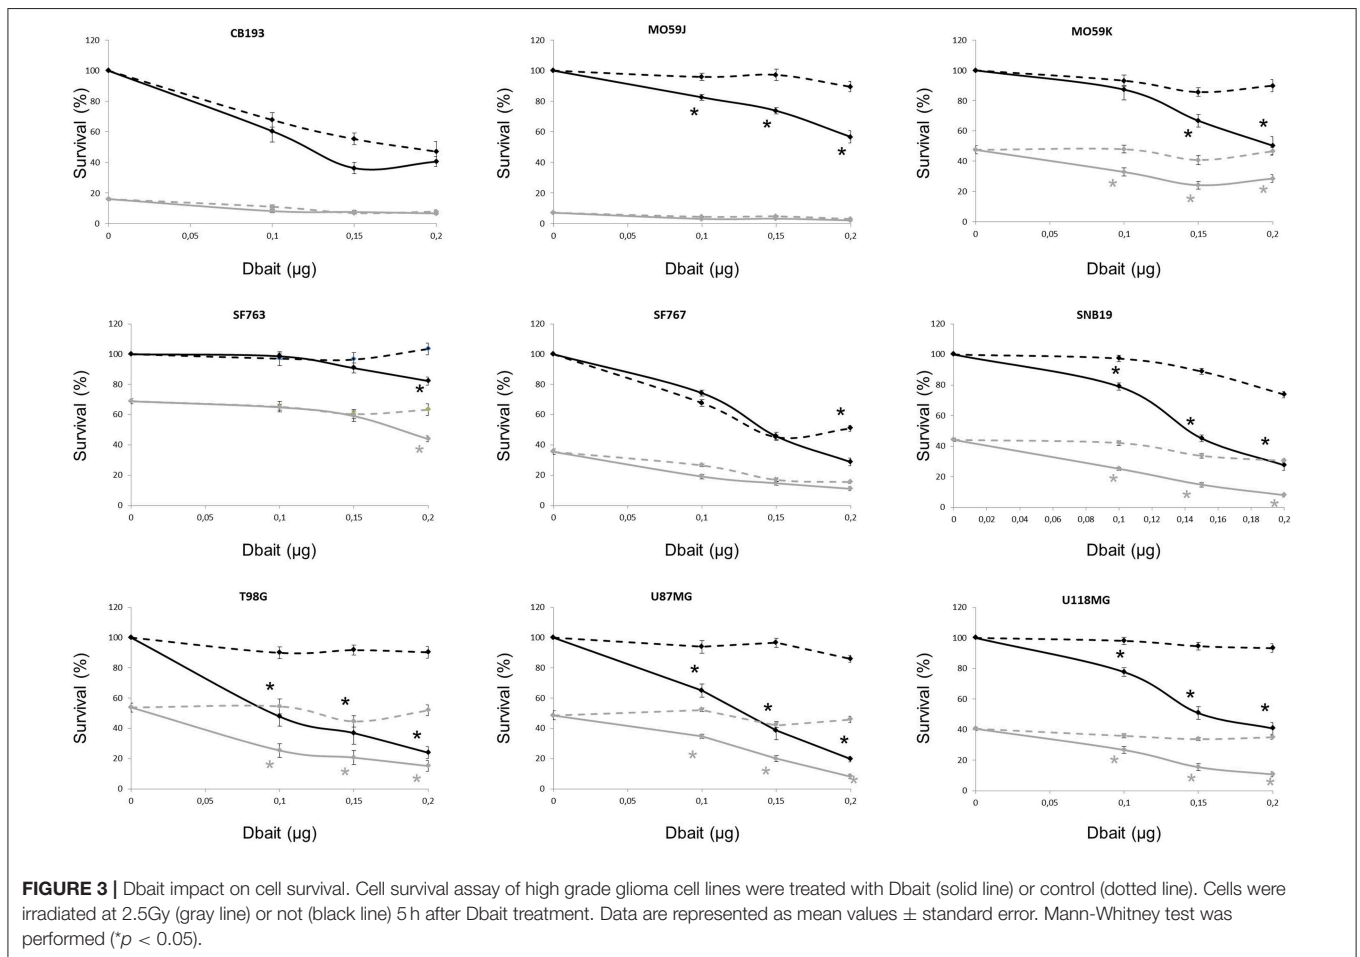 CB193
120
100
80
60
40
20
0
Survival (%)
0 0,05 0,1 0,15 0,2
Dbait (µg)
MO59J
120
100
80
60
40
20
0
Survival (%)
*
*
*
0 0,05 0,1 0,15 0,2
Dbait (µg)
MO59K
120
100
80
60
40
20
0
Survival (%)
* *
* * *
0 0,05 0,1 0,15 0,2
Dbait (µg)
SF763
120
100
80
60
40
20
0
Survival (%)
*
*
0 0,05 0,1 0,15 0,2
Dbait (µg)
SF767
120
100
80
60
40
20
0
Survival (%)
*
0 0,05 0,1 0,15 0,2
Dbait (µg)
SNB19
120
100
80
60
40
20
0
Survival (%)
* * *
* * *
0 0,02 0,04 0,06 0,08 0,1 0,12 0,14 0,16 0,18 0,2
Dbait (µg)
T98G
120
100
80
60
40
20
0
Survival (%)
* * *
* * *
0 0,05 0,1 0,15 0,2
Dbait (µg)
U87MG
120
100
80
60
40
20
0
Survival (%)
* * *
* * *
0 0,05 0,1 0,15 0,2
Dbait (µg)
U118MG
120
100
80
60
40
20
0
Survival (%)
* * *
* * *
0 0,05 0,1 0,15 0,2
Dbait (µg)
FIGURE 3 | Dbait impact on cell survival. Cell survival assay of high grade glioma cell lines were treated with Dbait (solid line) or control (dotted line). Cells were
irradiated at 2.5Gy (gray line) or not (black line) 5 h after Dbait treatment. Data are represented as mean values ± standard error. Mann-Whitney test was
performed (*p < 0.05).